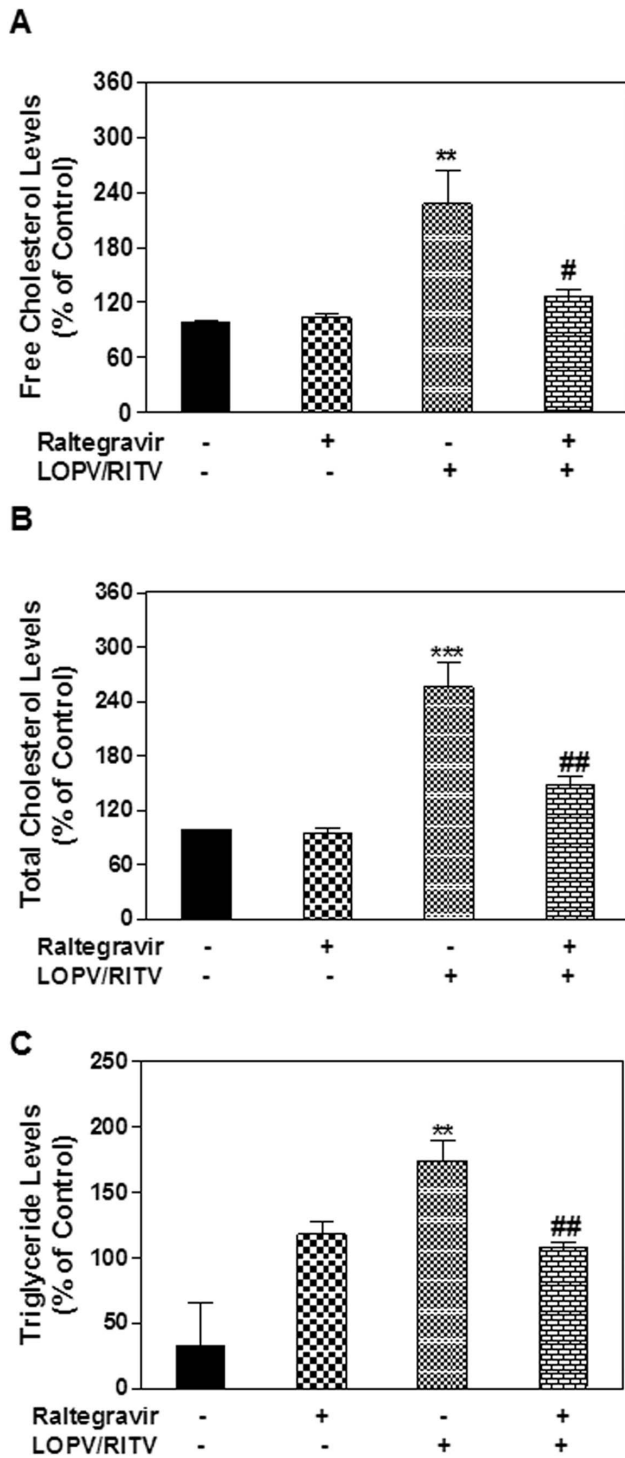 A
Free Cholesterol Levels
(% of Control)
360
300
240
180
120
60
0
**
#
Raltegravir - + - +
LOPV/RITV - - + +
B
Total Cholesterol Levels
(% of Control)
360
300
240
180
120
60
0
***
##
Raltegravir - + - +
LOPV/RITV - - + +
C
Triglyceride Levels
(% of Control)
250
200
150
100
50
0
**
##
Raltegravir - + - +
LOPV/RITV - - + +